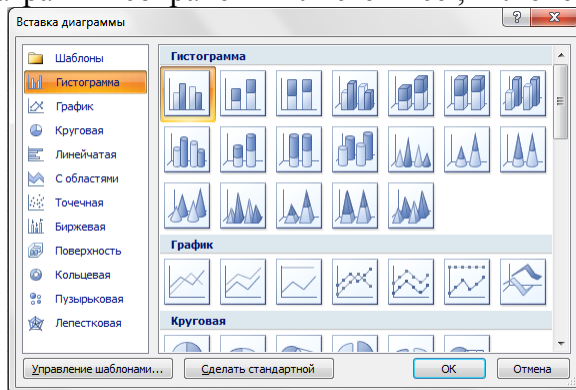 Вставка диаграммы
Шаблоны
Гистограмма
График
Круговая
Линейчатая
С областями
Точечная
Биржевая
Поверхность
Кольцевая
Пузырьковая
Лепестковая
Гистограмма
График
Круговая
Управление шаблонами...
Сделать стандартной
ОК
Отмена